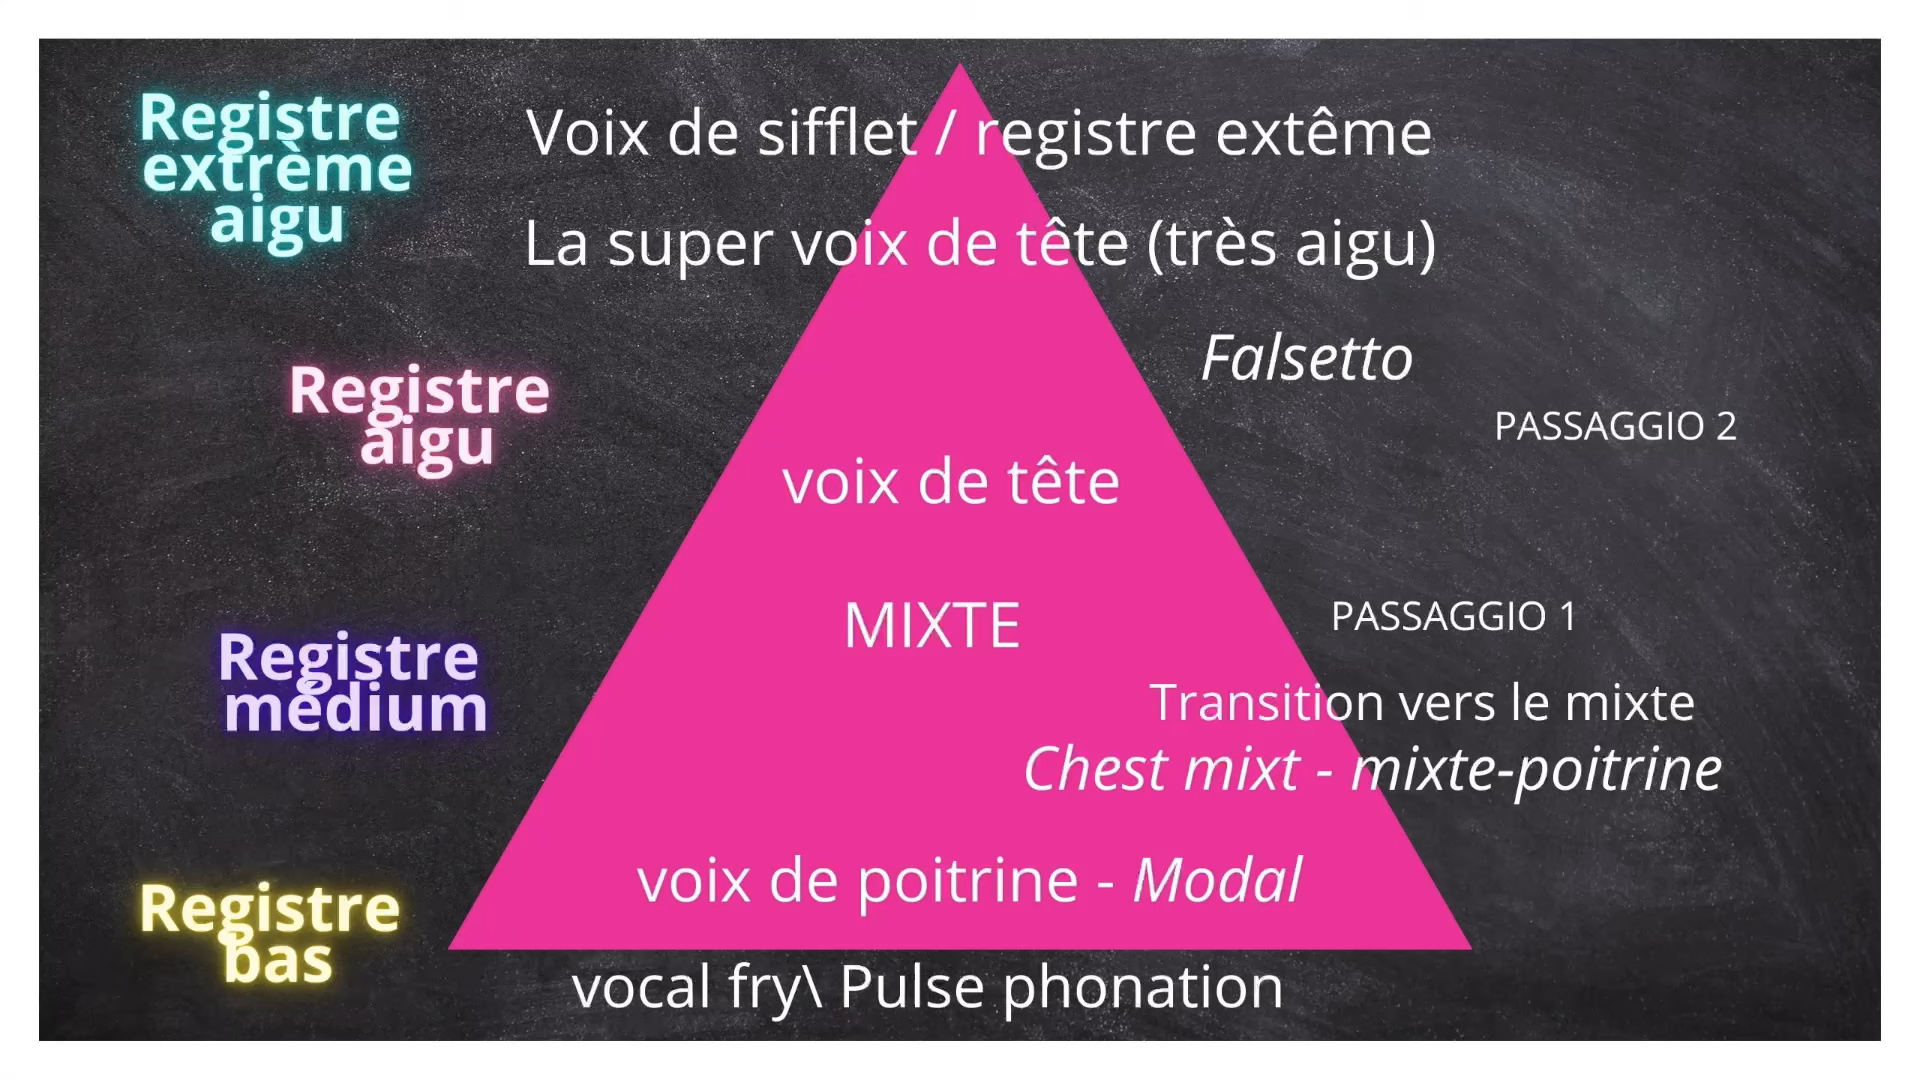 Registre
extrème
aigu
Voix de sifflet / registre extême
La super voix de tête (très aigu)
Falsetto
Registre
aigu
PASSAGGIO 2
voix de tête
MIXTE
PASSAGGIO 1
Registre
médium
Transition vers le mixte
Chest mixt - mixte-poitrine
voix de poitrine - Modal
Registre
bas
vocal fry\ Pulse phonation